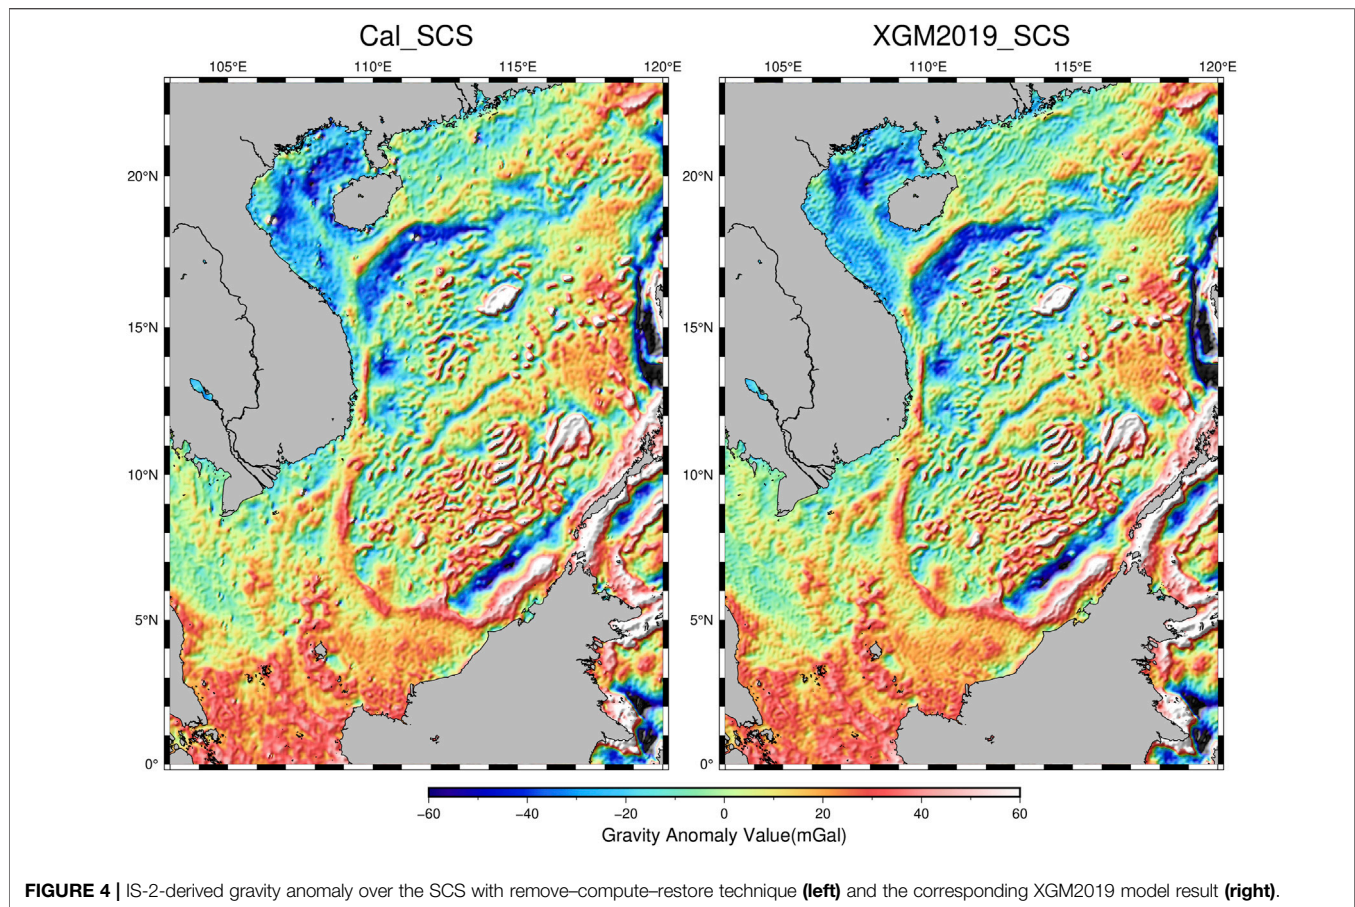 Cal_SCS
XGM2019_SCS
105°E 110°E 115°E 120°E
105°E 110°E 115°E 120°E
20°N
20°N
15°N
15°N
10°N
10°N
5°N
5°N
0°
0°
−60 −40 −20 0 20 40 60
Gravity Anomaly Value(mGal)
FIGURE 4 | IS-2-derived gravity anomaly over the SCS with remove–compute–restore technique (left) and the corresponding XGM2019 model result (right).